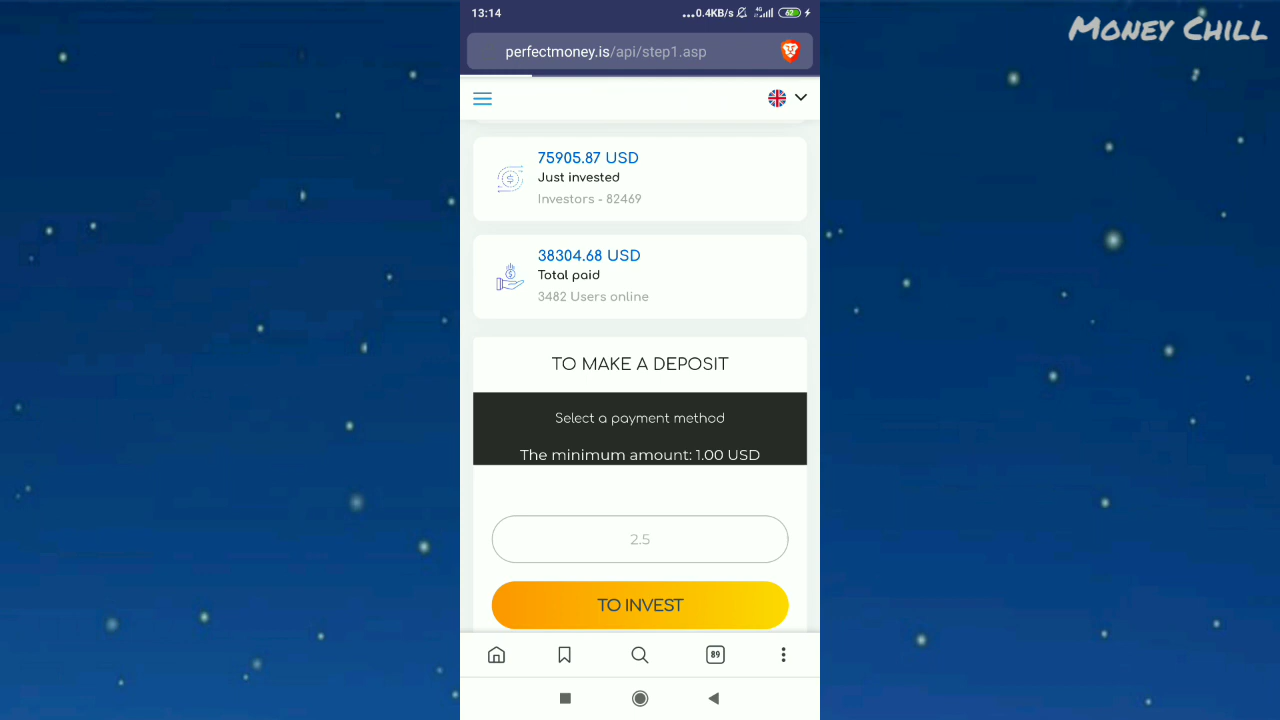 13:14
...0.4KB/s 4G 62
MONEY CHILL
perfectmoney.is/api/step1.asp
75905.87 USD
Just invested
Investors - 82469
38304.68 USD
Total paid
3482 Users online
TO MAKE A DEPOSIT
Select a payment method
The minimum amount: 1.00 USD
2.5
TO INVEST
89